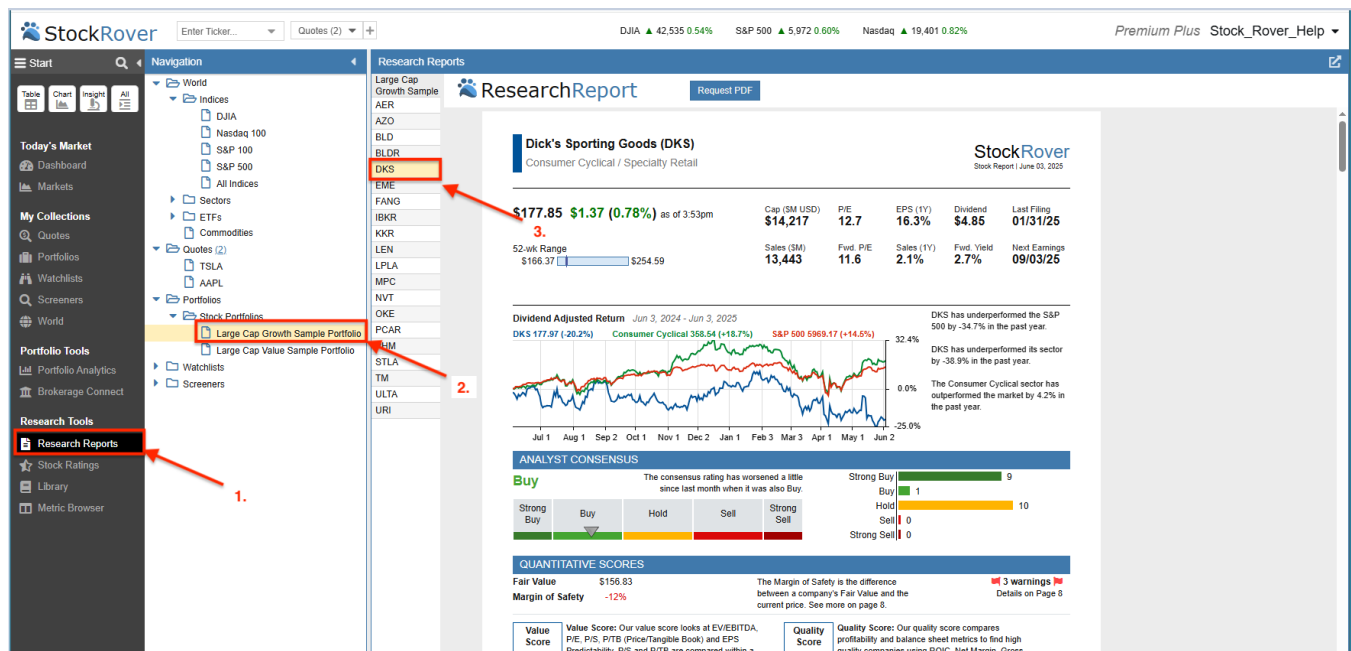 StockRover
Enter Ticker...
Quotes (2)
+
DJIA ▲ 42,535 0.54%
S&P 500 ▲ 5,972 0.60%
Nasdaq ▲ 19,401 0.82%
Premium Plus Stock_Rover_Help
Start
Table
Chart
Insight
All
Today's Market
Dashboard
Markets
My Collections
Quotes
Portfolios
Watchlists
Screeners
World
Portfolio Tools
Portfolio Analytics
Brokerage Connect
Research Tools
Research Reports
Stock Ratings
Library
Metric Browser
1.
Navigation
World
Indices
DJIA
Nasdaq 100
S&P 100
S&P 500
All Indices
Sectors
ETFs
Commodities
Quotes (2)
TSLA
AAPL
Portfolios
Stock Portfolios
Large Cap Growth Sample Portfolio
Large Cap Value Sample Portfolio
Watchlists
Screeners
2.
Research Reports
Large Cap
Growth Sample
AER
AZO
BLD
BLDR
DKS
EME
FANG
IBKR
KKR
LEN
LPLA
MPC
NVT
OKE
PCAR
STLA
TM
ULTA
URI
3.
ResearchReport
Request PDF
Dick's Sporting Goods (DKS)
Consumer Cyclical / Specialty Retail
StockRover
Stock Report | June 03, 2025
$177.85 $1.37 (0.78%) as of 3:53pm
52-wk Range
$166.37
$254.59
Cap ($M USD)
$14,217
P/E
12.7
EPS (1Y)
16.3%
Dividend
$4.85
Last Filing
01/31/25
Sales ($M)
13,443
Fwd. P/E
11.6
Sales (1Y)
2.1%
Fwd. Yield
2.7%
Next Earnings
09/03/25
Dividend Adjusted Return Jun 3, 2024 - Jun 3, 2025
DKS 177.97 (-20.2%) Consumer Cyclical 358.54 (+18.7%) S&P 500 5969.17 (+14.5%)
32.4%
0.0%
-25.0%
Jul 1 Aug 1 Sep 2 Oct 1 Nov 1 Dec 2 Jan 1 Feb 3 Mar 3 Apr 1 May 1 Jun 2
DKS has underperformed the S&P
500 by -34.7% in the past year.
DKS has underperformed its sector
by -38.9% in the past year.
The Consumer Cyclical sector has
outperformed the market by 4.2% in
the past year.
ANALYST CONSENSUS
Buy
The consensus rating has worsened a little
since last month when it was also Buy.
Strong
Buy
Buy
Hold
Sell
Strong
Sell
Strong Buy 9
Buy 1
Hold 10
Sell 0
Strong Sell 0
QUANTITATIVE SCORES
Fair Value $156.83
Margin of Safety -12%
The Margin of Safety is the difference
between a company's Fair Value and the
current price. See more on page 8.
3 warnings
Details on Page 8
Value
Score
Value Score: Our value score looks at EV/EBITDA,
P/E, P/S, P/TB (Price/Tangible Book) and EPS
Predictability. P/S and P/TB are compared within a
Quality
Score
Quality Score: Our quality score compares
profitability and balance sheet metrics to find high
quality companies using ROIC, Net Margin, Gross